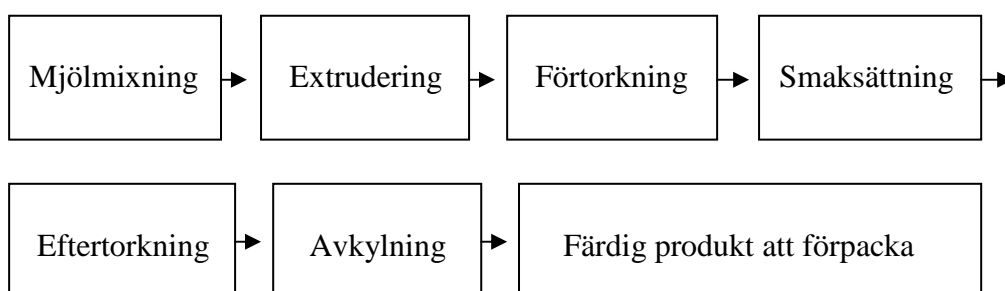 Mjölmixning Extrudering Förtorkning Smaksättning
Eftertorkning Avkylning Färdig produkt att förpacka